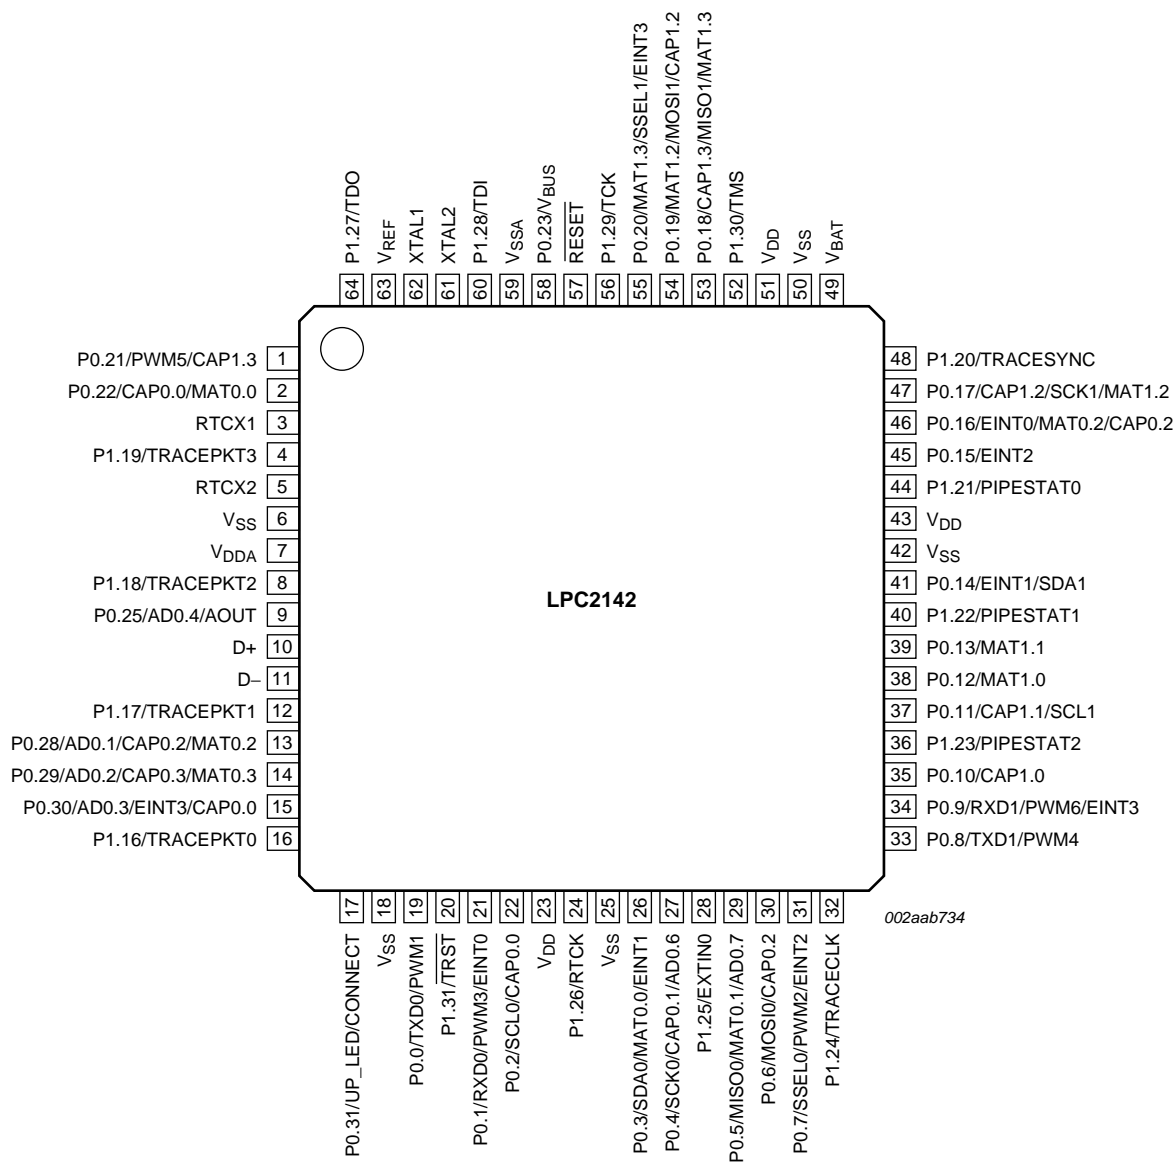 P1.27/TDO
VREF
XTAL1
XTAL2
P1.28/TDI
VSSA
P0.23/VBUS
RESET
P1.29/TCK
P0.20/MAT1.3/SSEL1/EINT3
P0.19/MAT1.2/MOSI1/CAP1.2
P0.18/CAP1.3/MISO1/MAT1.3
P1.30/TMS
VDD
VSS
VBAT
64 63 62 61 60 59 58 57 56 55 54 53 52 51 50 49
P0.21/PWM5/CAP1.3 1
P0.22/CAP0.0/MAT0.0 2
RTCX1 3
P1.19/TRACEPKT3 4
RTCX2 5
VSS 6
VDDA 7
P1.18/TRACEPKT2 8
P0.25/AD0.4/AOUT 9
D+ 10
D− 11
P1.17/TRACEPKT1 12
P0.28/AD0.1/CAP0.2/MAT0.2 13
P0.29/AD0.2/CAP0.3/MAT0.3 14
P0.30/AD0.3/EINT3/CAP0.0 15
P1.16/TRACEPKT0 16
LPC2142
48 P1.20/TRACESYNC
47 P0.17/CAP1.2/SCK1/MAT1.2
46 P0.16/EINT0/MAT0.2/CAP0.2
45 P0.15/EINT2
44 P1.21/PIPESTAT0
43 VDD
42 VSS
41 P0.14/EINT1/SDA1
40 P1.22/PIPESTAT1
39 P0.13/MAT1.1
38 P0.12/MAT1.0
37 P0.11/CAP1.1/SCL1
36 P1.23/PIPESTAT2
35 P0.10/CAP1.0
34 P0.9/RXD1/PWM6/EINT3
33 P0.8/TXD1/PWM4
17 18 19 20 21 22 23 24 25 26 27 28 29 30 31 32
P0.31/UP_LED/CONNECT
VSS
P0.0/TXD0/PWM1
P1.31/TRST
P0.1/RXD0/PWM3/EINT0
P0.2/SCL0/CAP0.0
VDD
P1.26/RTCK
VSS
P0.3/SDA0/MAT0.0/EINT1
P0.4/SCK0/CAP0.1/AD0.6
P1.25/EXTIN0
P0.5/MISO0/MAT0.1/AD0.7
P0.6/MOSI0/CAP0.2
P0.7/SSEL0/PWM2/EINT2
P1.24/TRACECLK
002aab734